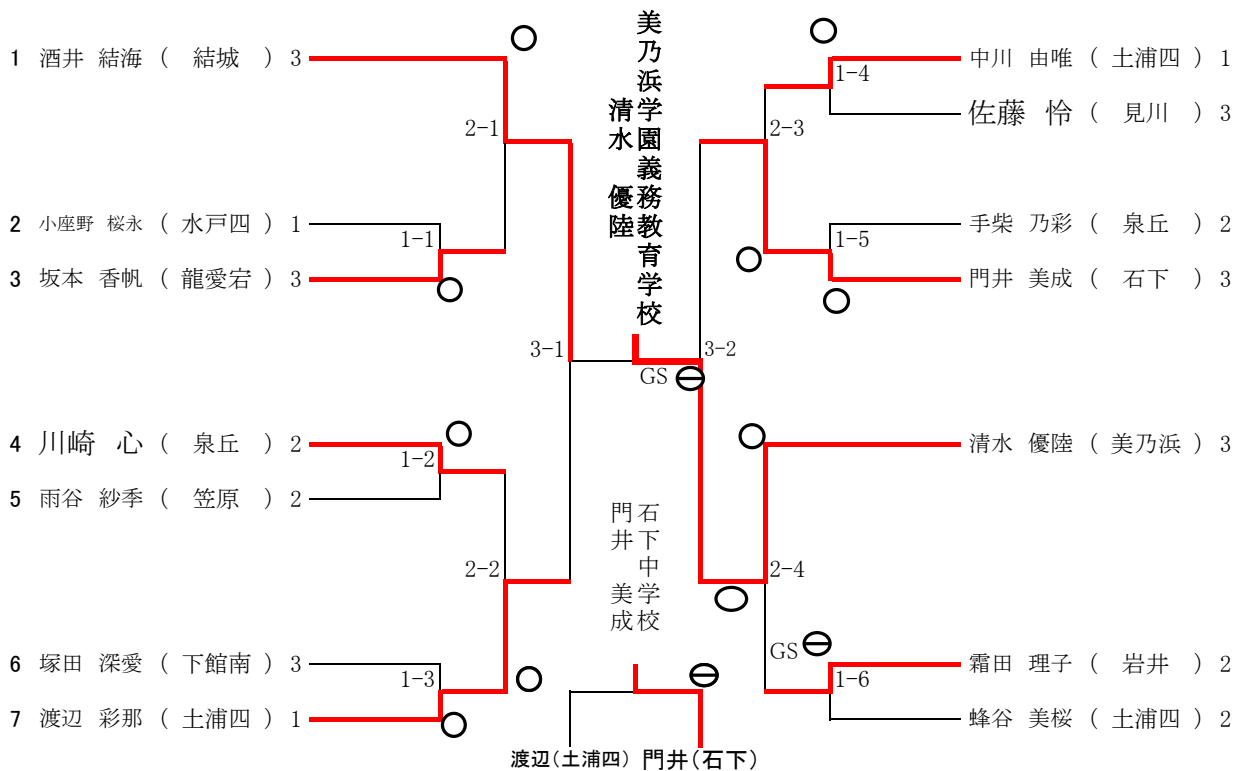 1 酒井 結海 ( 結城 ) 3
2-1
2 小座野 桜永 ( 水戸四 ) 1
1-1
3 坂本 香帆 ( 龍愛宕 ) 3
3-1
4 川崎 心 ( 泉丘 ) 2
1-2
5 雨谷 紗季 ( 笠原 ) 2
2-2
6 塚田 深愛 ( 下館南 ) 3
1-3
7 渡辺 彩那 ( 土浦四 ) 1
美乃浜学園義務教育学校
清水 優陸
GS
石下中学校
門井 美成
渡辺(土浦四) 門井(石下)
中川 由唯 ( 土浦四 ) 1
1-4
佐藤 怜 ( 見川 ) 3
2-3
手柴 乃彩 ( 泉丘 ) 2
1-5
門井 美成 ( 石下 ) 3
3-2
清水 優陸 ( 美乃浜 ) 3
2-4
GS
霜田 理子 ( 岩井 ) 2
1-6
蜂谷 美桜 ( 土浦四 ) 2